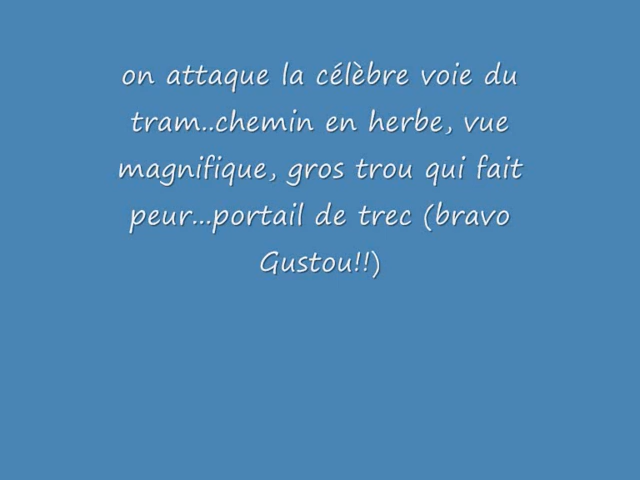 on attaque la célèbre voie du
tram..chemin en herbe, vue
magnifique, gros trou qui fait
peur...portail de trec (bravo
Gustou!!)